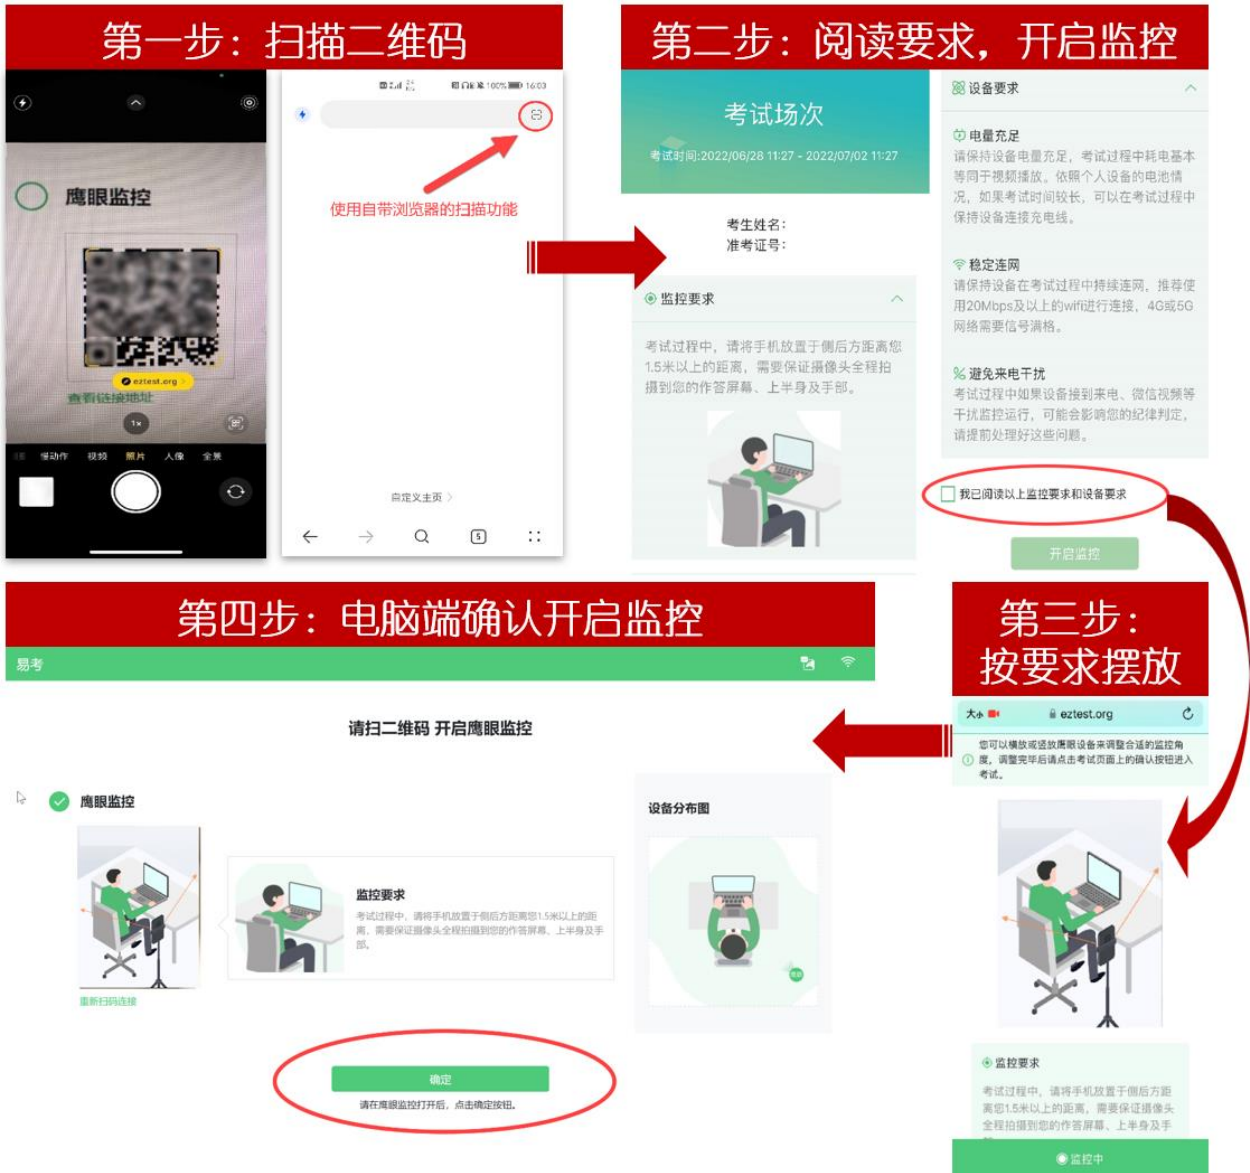 第一步：扫描二维码
鹰眼监控
eztest.org >
查看链接地址
1x
慢动作 视频 照片 人像 全景
100% 16:03
使用自带浏览器的扫描功能
自定义主页 >
5
第二步：阅读要求，开启监控
考试场次
考试时间:2022/06/28 11:27 - 2022/07/02 11:27
考生姓名：
准考证号：
监控要求
考试过程中，请将手机放置于侧后方距离您
1.5米以上的距离，需要保证摄像头全程拍
摄到您的作答屏幕、上半身及手部。
设备要求
电量充足
请保持设备电量充足，考试过程中耗电基本
等同于视频播放。依照个人设备的电池情
况，如果考试时间较长，可以在考试过程中
保持设备连接充电线。
稳定连网
请保持设备在考试过程中持续连网，推荐使
用20Mbps及以上的wifi进行连接，4G或5G
网络需要信号满格。
避免来电干扰
考试过程中如果设备接到来电、微信视频等
干扰监控运行，可能会影响您的纪律判定，
请提前处理好这些问题。
我已阅读以上监控要求和设备要求
开启监控
第三步：
按要求摆放
大小 eztest.org
您可以横放或竖放鹰眼设备来调整合适的监控角
度，调整完毕后请点击考试页面上的确认按钮进入
考试。
监控要求
考试过程中，请将手机放置于侧后方距
离您1.5米以上的距离，需要保证摄像头
全程拍摄到您的作答屏幕、上半身及手
监控中
第四步：电脑端确认开启监控
易考
请扫二维码 开启鹰眼监控
鹰眼监控
重新扫码连接
监控要求
考试过程中，请将手机放置于侧后方距离您1.5米以上的距
离，需要保证摄像头全程拍摄到您的作答屏幕、上半身及手
部。
设备分布图
确定
请在鹰眼监控打开后，点击确定按钮。